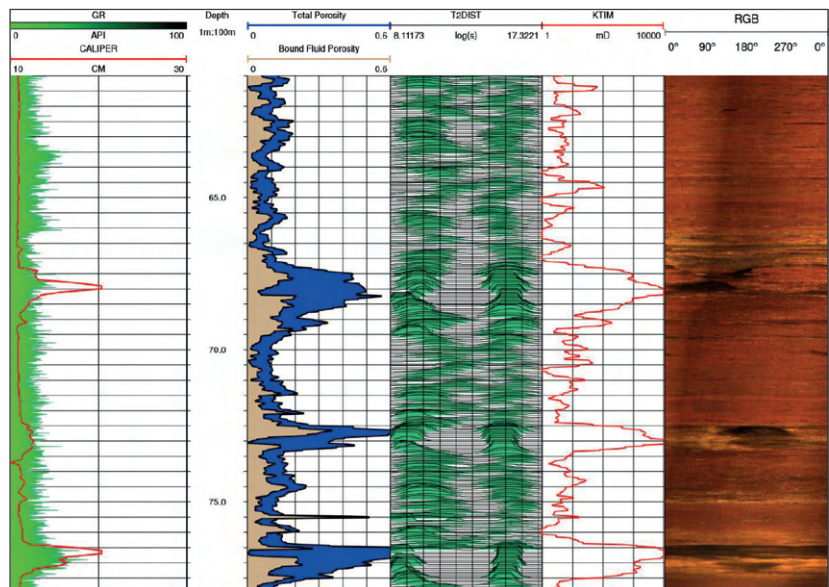 GR
0 API 100
CALIPER
10 CM 30
Depth
1m:100m
Total Porosity
0 0.6
Bound Fluid Porosity
0 0.6
T2DIST
8.11173 log(s) 17.3221
KTIM
1 mD 10000
RGB
0° 90° 180° 270° 0°
65.0
70.0
75.0